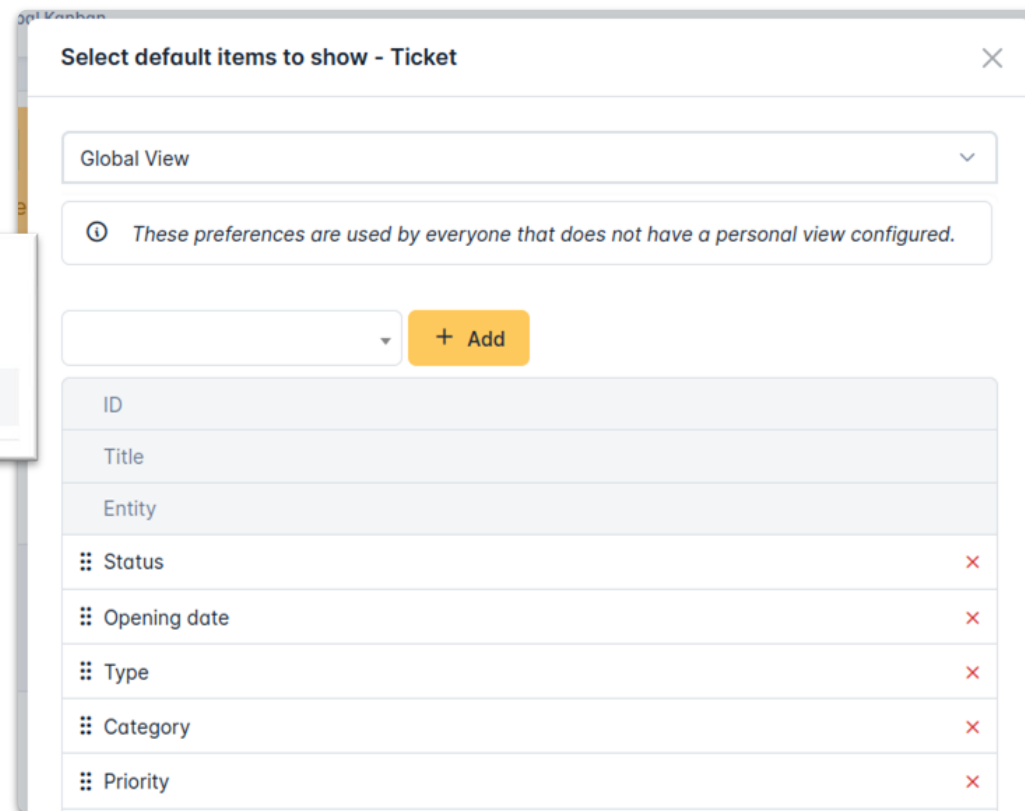 Kanban
Select default items to show - Ticket
Global View
These preferences are used by everyone that does not have a personal view configured.
+ Add
ID
Title
Entity
Status
Opening date
Type
Category
Priority